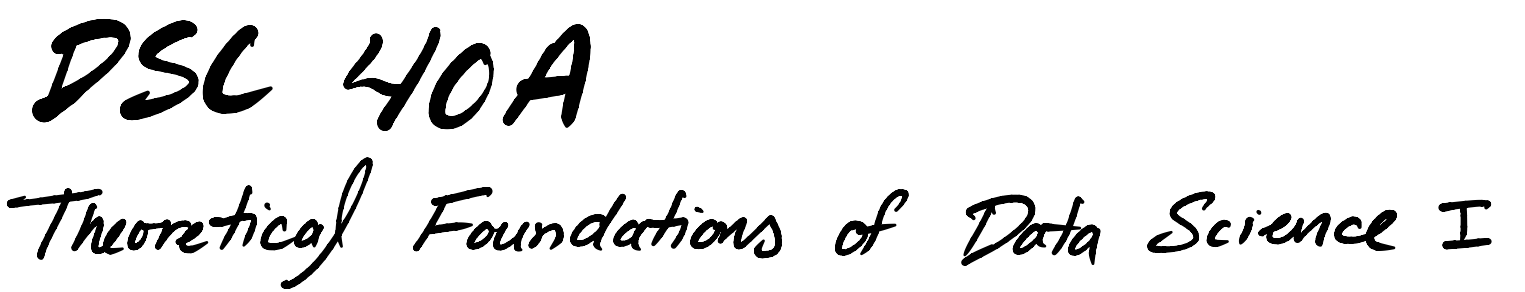 DSC 40A
Theoretical Foundations of Data Science I